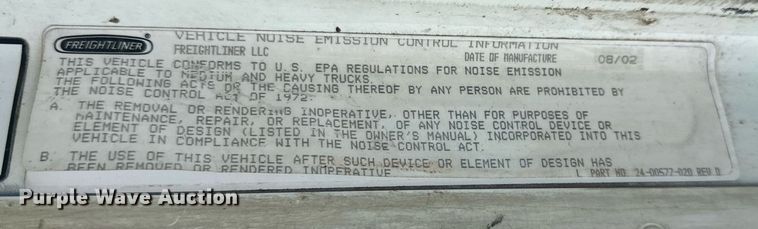 FREIGHTLINER
VEHICLE NOISE EMISSION CONTROL INFORMATION
FREIGHTLINER LLC
DATE OF MANUFACTURE 08/02
THIS VEHICLE CONFORMS TO U.S. EPA REGULATIONS FOR NOISE EMISSION
APPLICABLE TO MEDIUM AND HEAVY TRUCKS.
THE FOLLOWING ACTS OR THE CAUSING THEREOF BY ANY PERSON ARE PROHIBITED BY
THE NOISE CONTROL ACT OF 1972:
A. THE REMOVAL OR RENDERING INOPERATIVE, OTHER THAN FOR PURPOSES OF
MAINTENANCE, REPAIR, OR REPLACEMENT, OF ANY NOISE CONTROL DEVICE OR
ELEMENT OF DESIGN (LISTED IN THE OWNER'S MANUAL) INCORPORATED INTO THIS
VEHICLE IN COMPLIANCE WITH THE NOISE CONTROL ACT.
B. THE USE OF THIS VEHICLE AFTER SUCH DEVICE OR ELEMENT OF DESIGN HAS
BEEN REMOVED OR RENDERED INOPERATIVE
L PART NO. 24-00577-020 REV D
Purple Wave Auction